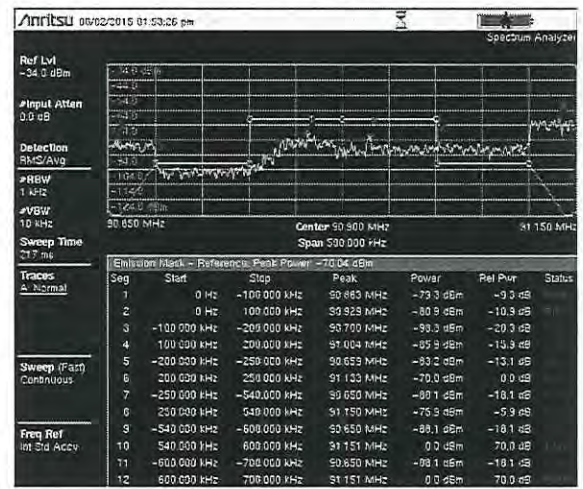 Anritsu 06/02/2015 01:53:26 pm
Spectrum Analyzer
Ref Lvl
-34.0 dBm
#Input Atten
0.0 dB
Detection
RMS/Avg
#RBW
1 kHz
#VBW
10 kHz
Sweep Time
217 ms
Traces
A: Normal
Sweep (Fast)
Continuous
Freq Ref
Int Std Accy
90.650 MHz
Center 90.900 MHz
91.150 MHz
Span 500.000 kHz
Emission Mask - Reference: Peak Power -70.04 dBm
Seg Start Stop Peak Power Rel Pwr Status
1 0 Hz -100.000 kHz 90.863 MHz -79.3 dBm -9.3 dB
2 0 Hz 100.000 kHz 90.929 MHz -80.9 dBm -10.9 dB
3 -100.000 kHz -200.000 kHz 90.700 MHz -98.3 dBm
4 100.000 kHz 200.000 kHz 91.004 MHz -85.9 dBm -15.9 dB
5 -200.000 kHz -250.000 kHz 90.659 MHz -83.2 dBm -13.1 dB
6 200.000 kHz 250.000 kHz 91.133 MHz -70.0 dBm 0.0 dB
7 -250.000 kHz -540.000 kHz 90.650 MHz -88.1 dBm -18.1 dB
8 250.000 kHz 540.000 kHz 91.150 MHz -75.9 dBm -5.9 dB
9 -540.000 kHz -600.000 kHz 90.650 MHz -88.1 dBm -18.1 dB
10 540.000 kHz 600.000 kHz 91.151 MHz 0.0 dBm 70.0 dB
11 -600.000 kHz -700.000 kHz 90.650 MHz -88.1 dBm -18.1 dB
12 600.000 kHz 700.000 kHz 91.151 MHz 0.0 dBm 70.0 dB